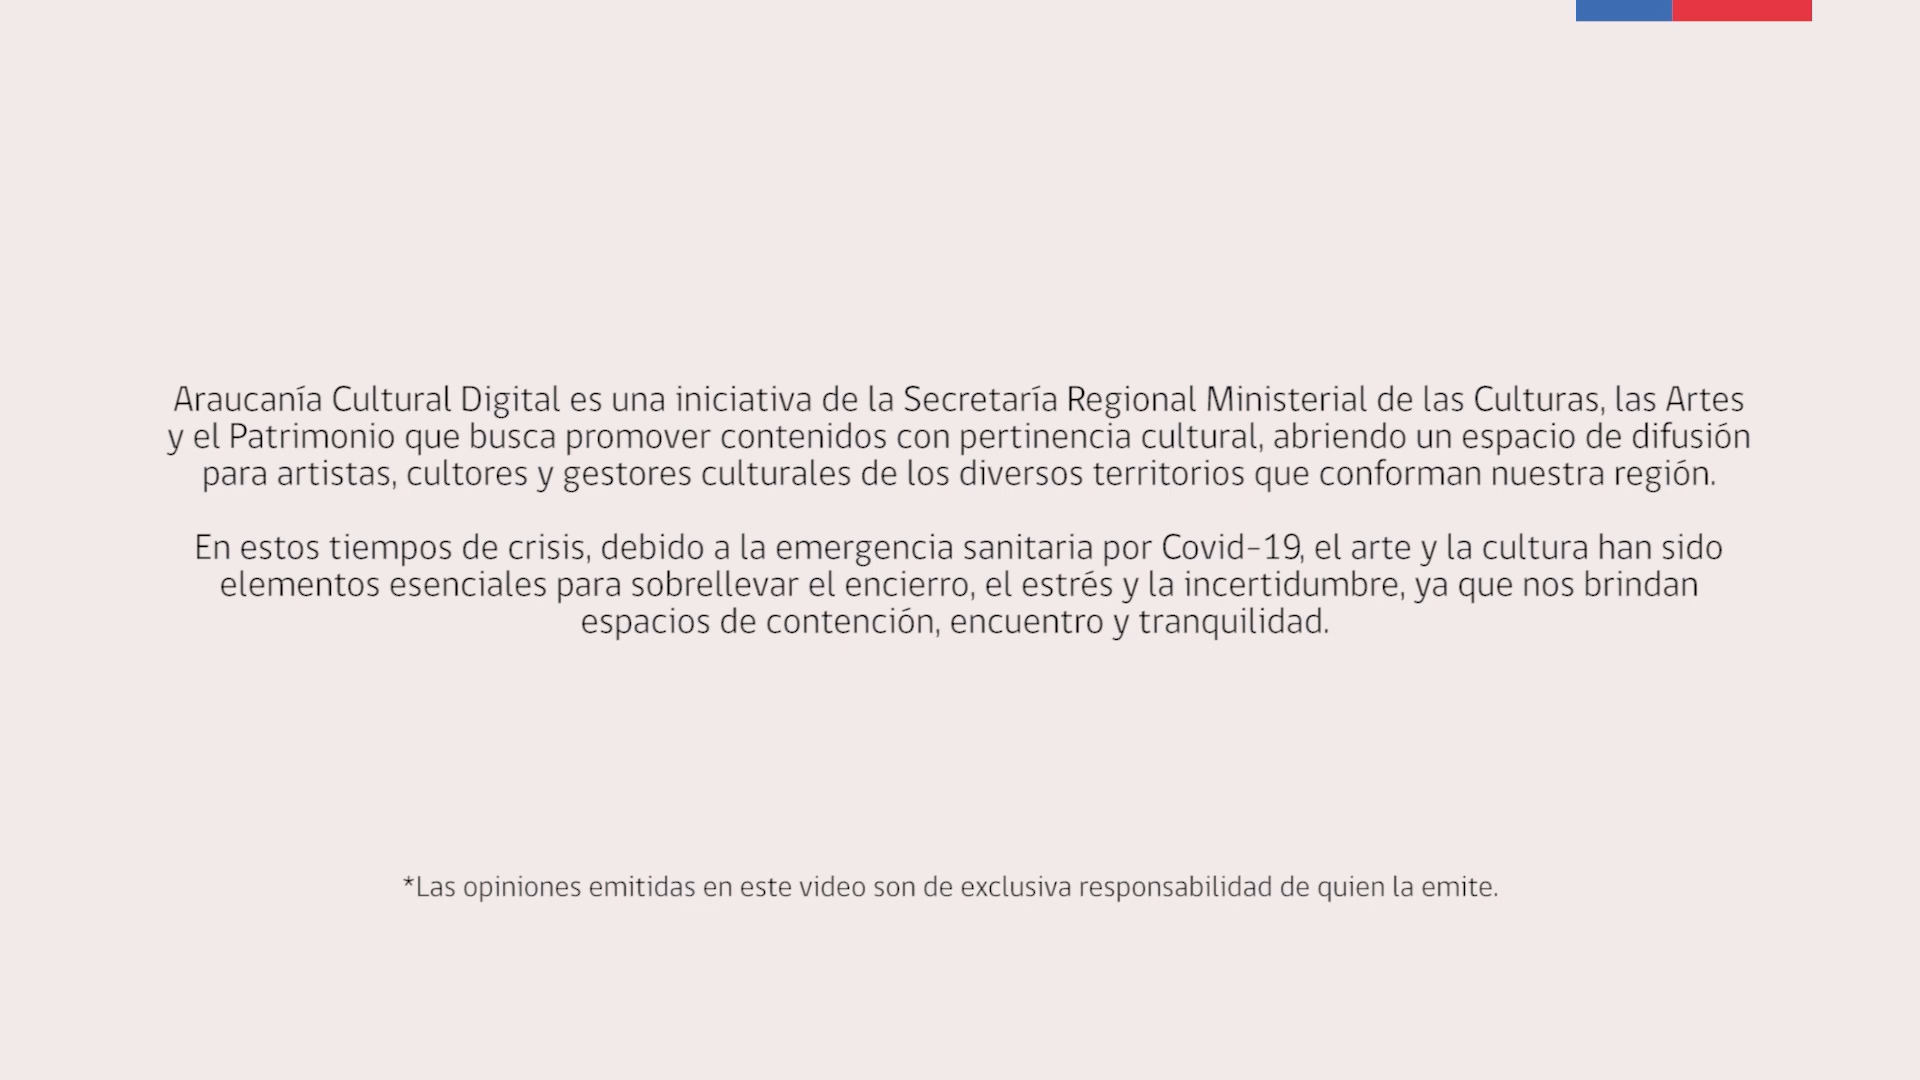 Araucanía Cultural Digital es una iniciativa de la Secretaría Regional Ministerial de las Culturas, las Artes
y el Patrimonio que busca promover contenidos con pertinencia cultural, abriendo un espacio de difusión
para artistas, cultores y gestores culturales de los diversos territorios que conforman nuestra región.
En estos tiempos de crisis, debido a la emergencia sanitaria por Covid-19, el arte y la cultura han sido
elementos esenciales para sobrellevar el encierro, el estrés y la incertidumbre, ya que nos brindan
espacios de contención, encuentro y tranquilidad.
*Las opiniones emitidas en este video son de exclusiva responsabilidad de quien la emite.